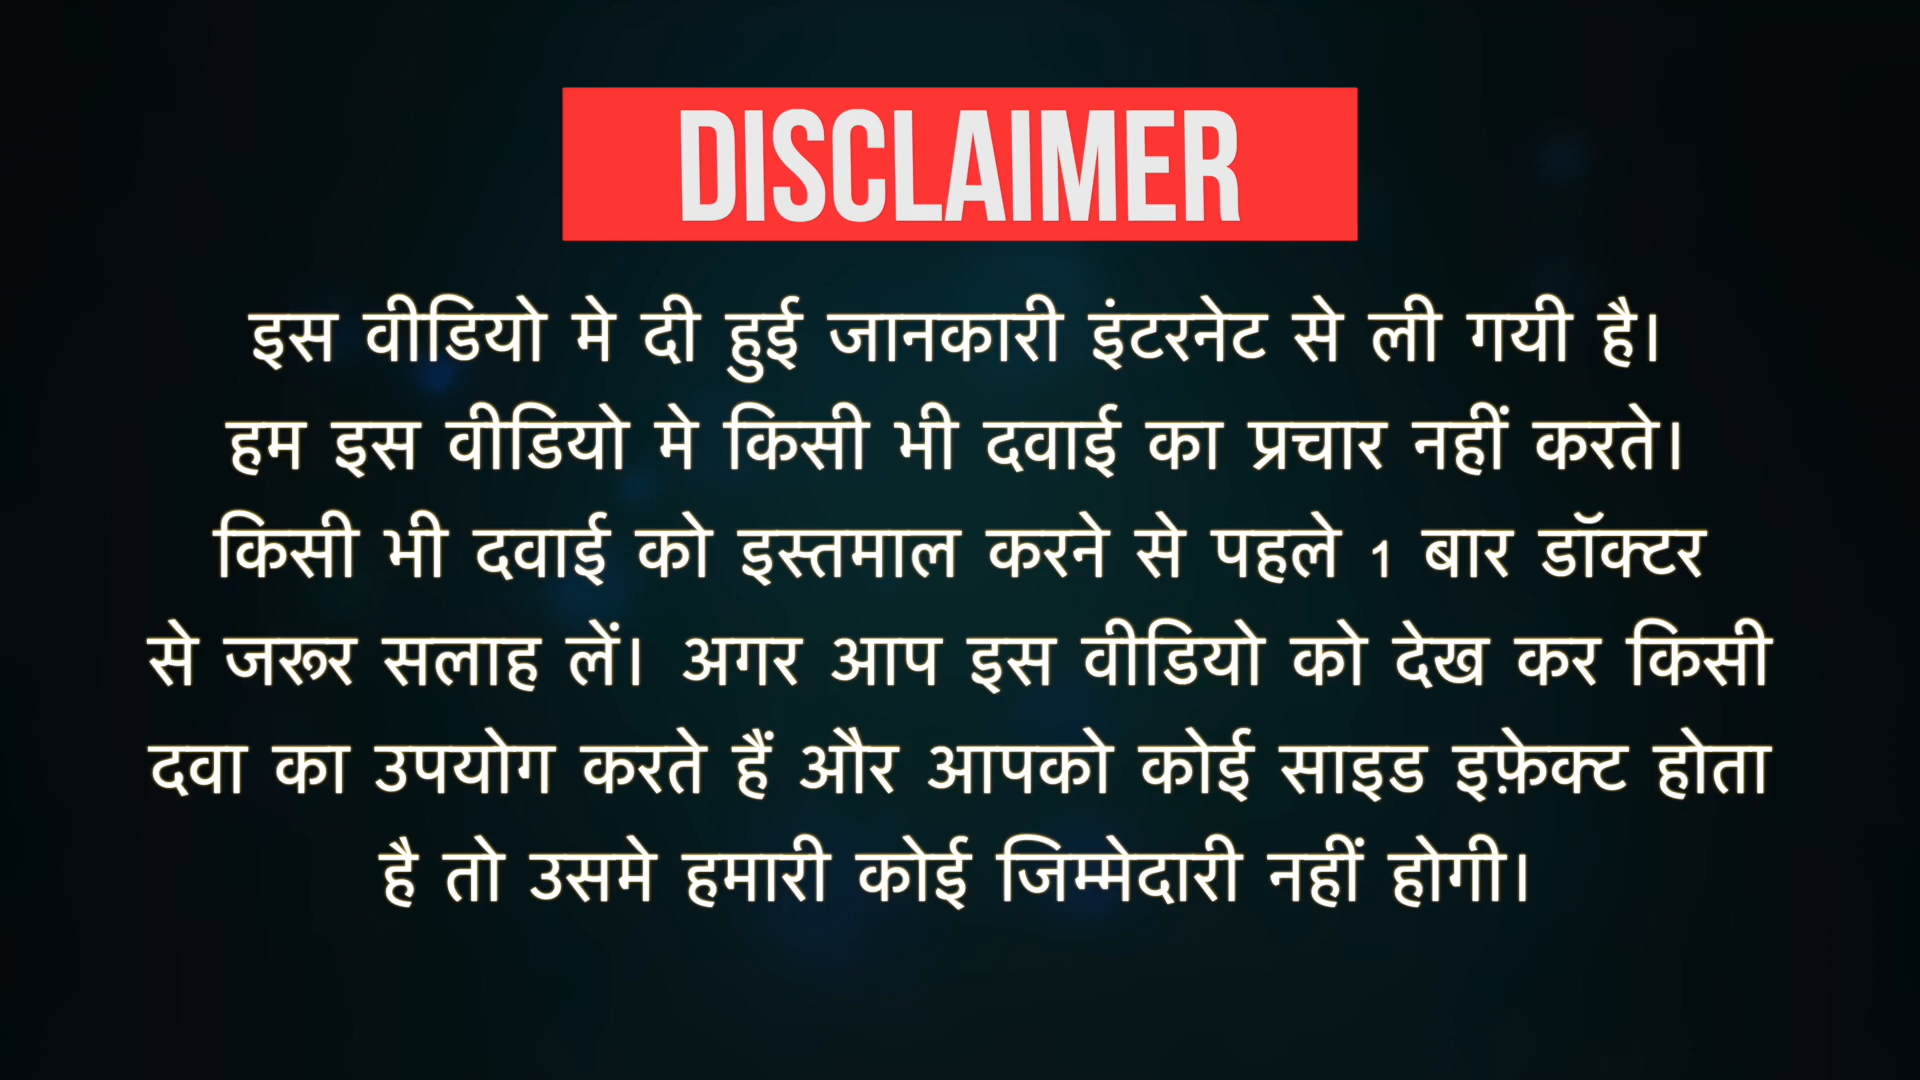 DISCLAIMER
इस वीडियो मे दी हुई जानकारी इंटरनेट से ली गयी है।
हम इस वीडियो मे किसी भी दवाई का प्रचार नहीं करते।
किसी भी दवाई को इस्तमाल करने से पहले 1 बार डॉक्टर
से जरूर सलाह लें। अगर आप इस वीडियो को देख कर किसी
दवा का उपयोग करते हैं और आपको कोई साइड इफ़ेक्ट होता
है तो उसमे हमारी कोई जिम्मेदारी नहीं होगी।